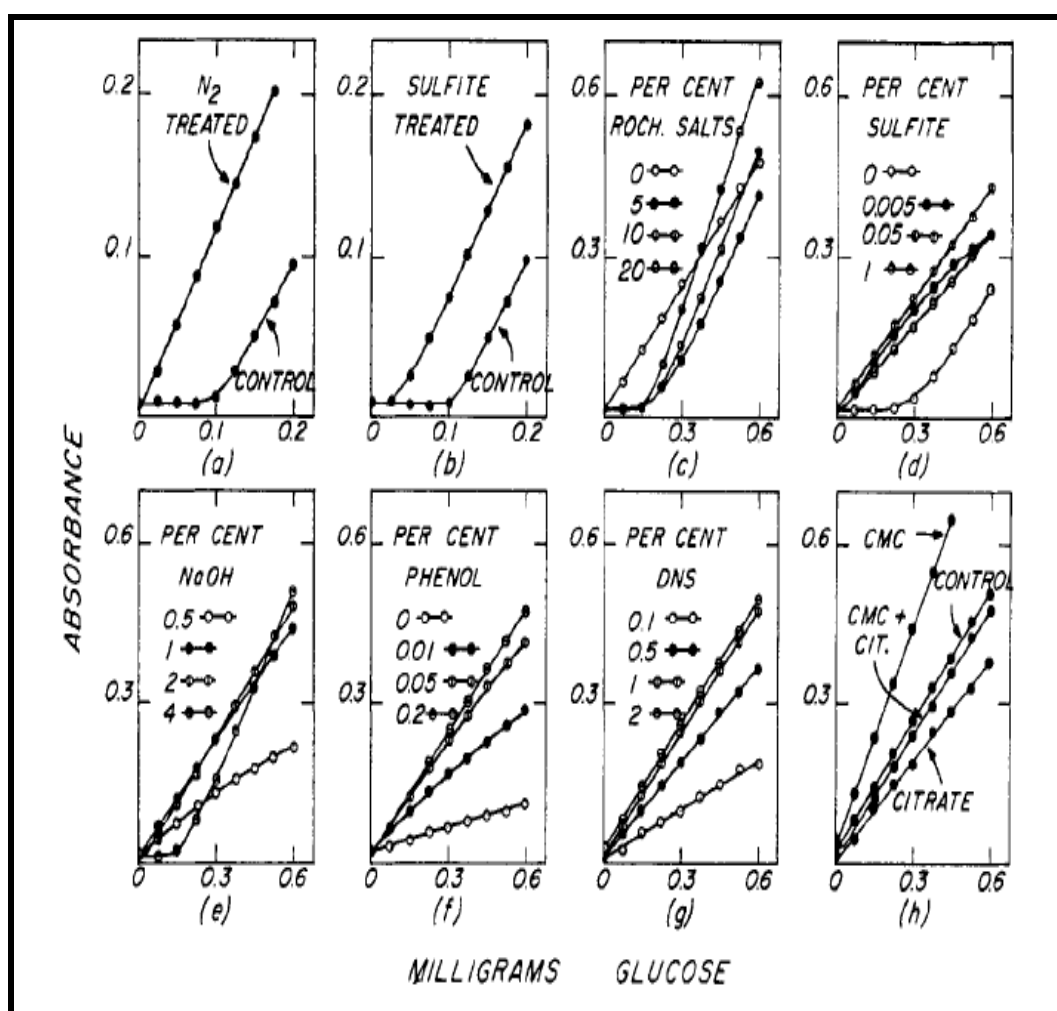 0.2
0.1
N2
TREATED
CONTROL
0 0.1 0.2
(a)
0.2
0.1
SULFITE
TREATED
CONTROL
0 0.1 0.2
(b)
0.6
0.3
PER CENT
ROCH. SALTS
0
5
10
20
0 0.3 0.6
(c)
0.6
0.3
PER CENT
SULFITE
0
0.005
0.05
1
0 0.3 0.6
(d)
ABSORBANCE
0.6
0.3
PER CENT
NaOH
0.5
1
2
4
0 0.3 0.6
(e)
0.6
0.3
PER CENT
PHENOL
0
0.01
0.05
0.2
0 0.3 0.6
(f)
0.6
0.3
PER CENT
DNS
0.1
0.5
1
2
0 0.3 0.6
(g)
0.6
0.3
CMC
CONTROL
CMC +
CIT.
CITRATE
0 0.3 0.6
(h)
MILLIGRAMS GLUCOSE